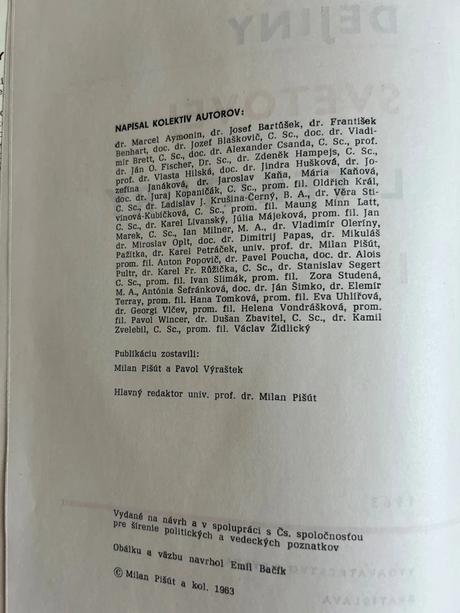 NAPÍSAL KOLEKTÍV AUTOROV:
dr. Marcel Aymonin, dr. Josef Bartůšek, dr. František
Benhart, doc. dr. Jozef Blaškovič, C. Sc., doc. dr. Vladi-
mír Brett, C. Sc., doc. dr. Alexander Csanda, C. Sc., prof.
dr. Ján O. Fischer, Dr. Sc., dr. Zdeněk Hampejs, C. Sc.,
prof. dr. Vlasta Hilská, doc. dr. Jindra Hušková, dr. Jo-
zefína Janáková, dr. Jaroslav Kaňa, Mária Kaňová,
doc. dr. Juraj Kopaničák, C. Sc., prom. fil. Oldřich Král,
C. Sc., dr. Ladislav J. Krušina-Černý, B. A., dr. Věra Sti-
vínová-Kubíčková, C. Sc., prom. fil. Maung Minn Latt,
C. Sc., dr. Karel Livanský, Júlia Májeková, prom. fil. Jan
Marek, C. Sc., Ian Milner, M. A., dr. Vladimír Oleríny,
dr. Miroslav Oplt, doc. dr. Dimitrij Papas, dr. Mikuláš
Pažitka, dr. Karel Petráček, univ. prof. dr. Milan Pišút,
prom. fil. Anton Popovič, dr. Pavel Poucha, doc. dr. Alois
Pultr, dr. Karel Fr. Růžička, C. Sc., dr. Stanislav Segert
C. Sc., prom. fil. Ivan Slimák, prom. fil. Zora Studená,
M. A., Antónia Šefránková, doc. dr. Ján Šimko, dr. Elemír
Terray, prom. fil. Hana Tomková, prom. fil. Eva Uhlířová,
dr. Georgi Vlčev, prom. fil. Helena Vondrášková, prom.
fil. Pavol Wincer, dr. Dušan Zbavitel, C. Sc., dr. Kamil
Zvelebil, C. Sc., prom. fil. Václav Židlický
Publikáciu zostavili:
Milan Pišút a Pavol Výraštek
Hlavný redaktor univ. prof. dr. Milan Pišút
Vydané na návrh a v spolupráci s Čs. spoločnosťou
pre šírenie politických a vedeckých poznatkov
Obálku a väzbu navrhol Emil Bačík
© Milan Pišút a kol. 1963
DEJINY
SVETOVEJ
L
1963
BRATISLAVA